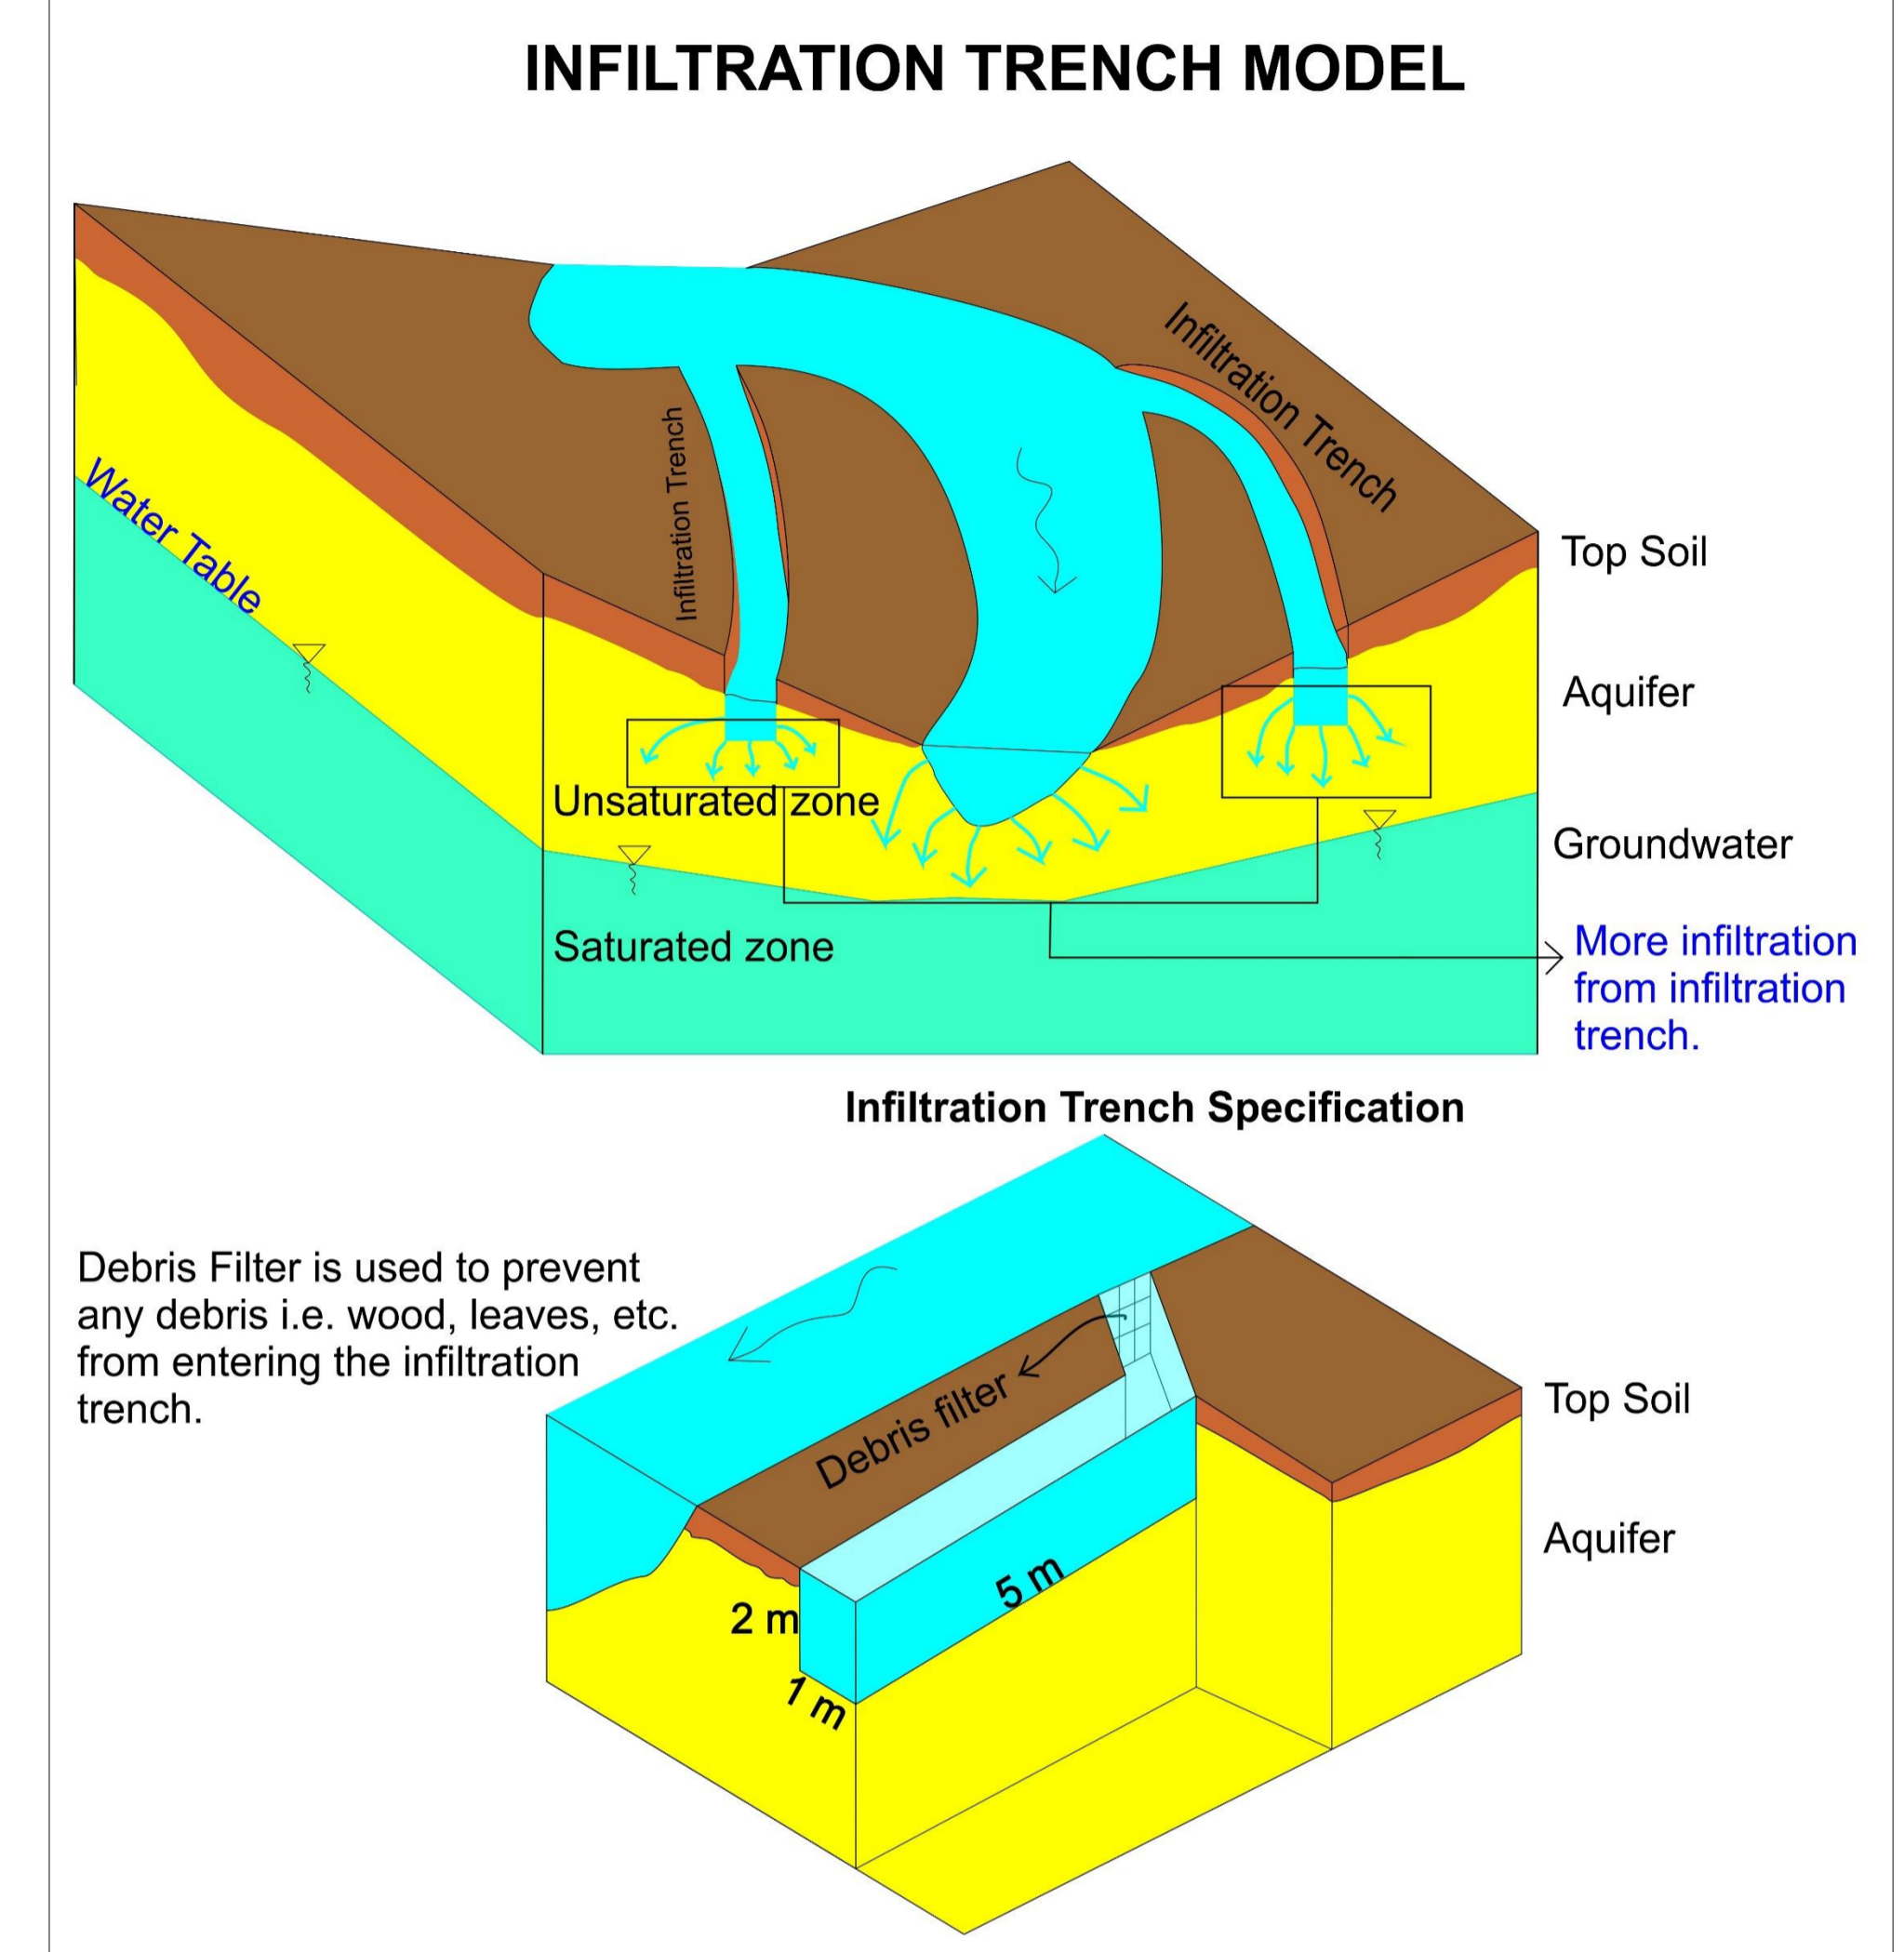 INFILTRATION TRENCH MODEL
Infiltration Trench
Infiltration Trench
Water Table
Top Soil
Aquifer
Unsaturated zone
Groundwater
Saturated zone
More infiltration
from infiltration
trench.
Infiltration Trench Specification
Debris Filter is used to prevent
any debris i.e. wood, leaves, etc.
from entering the infiltration
trench.
Debris filter
Top Soil
Aquifer
5 m
2 m
1 m